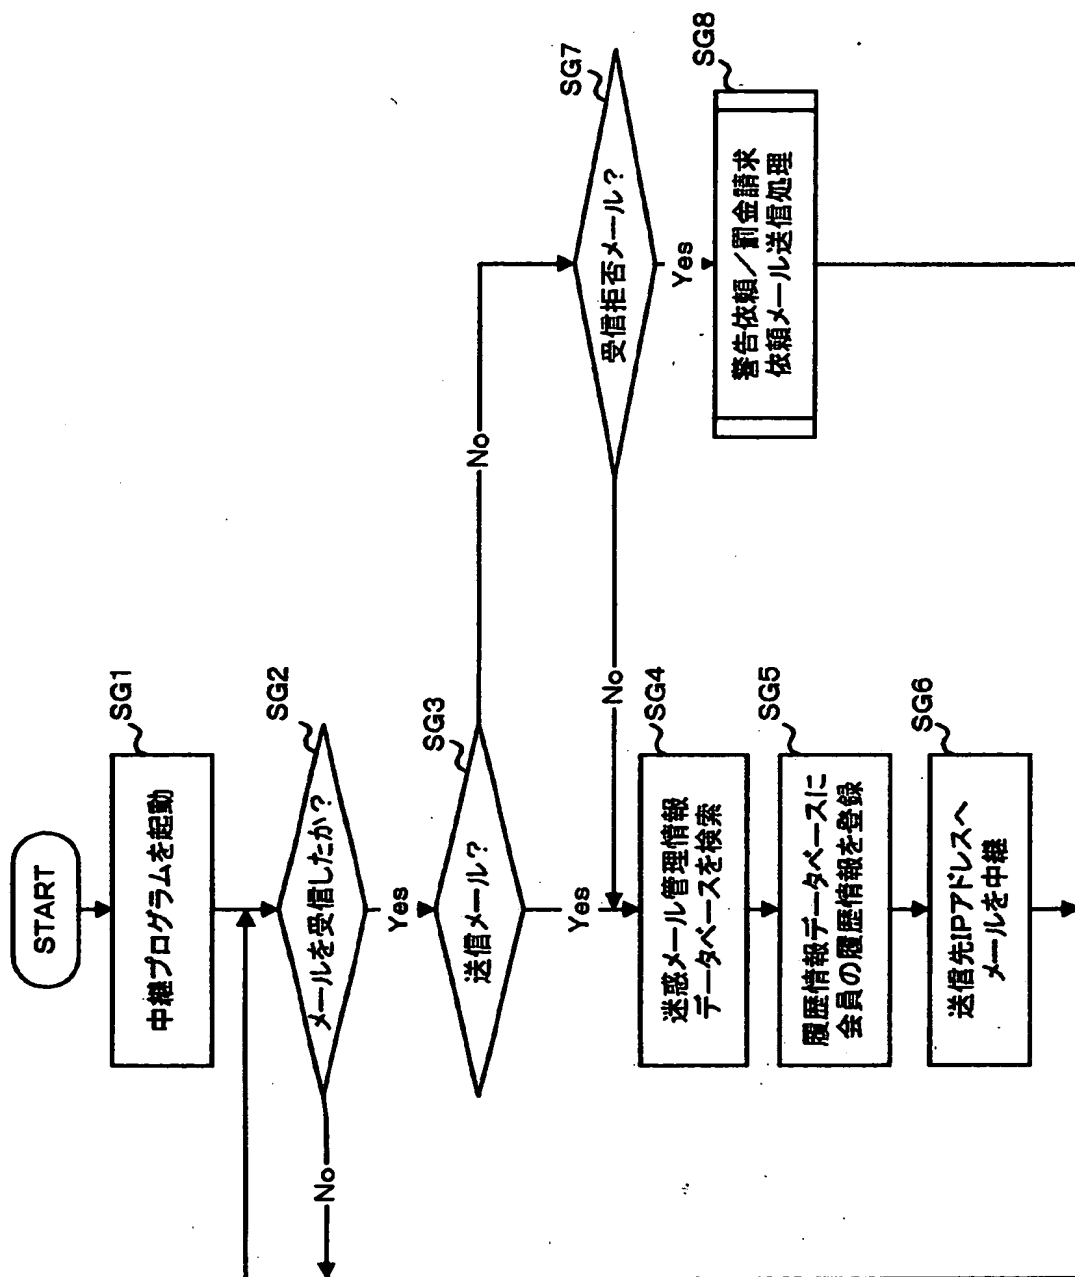 START
SG1
中継プログラムを起動
SG2
メールを受信したか？
No
Yes
SG3
送信メール？
No
Yes
SG7
受信拒否メール？
No
Yes
SG8
警告依頼／罰金請求
依頼メール送信処理
SG4
迷惑メール管理情報
データベースを検索
SG5
履歴情報データベースに
会員の履歴情報を登録
SG6
送信先IPアドレスへ
メールを中継